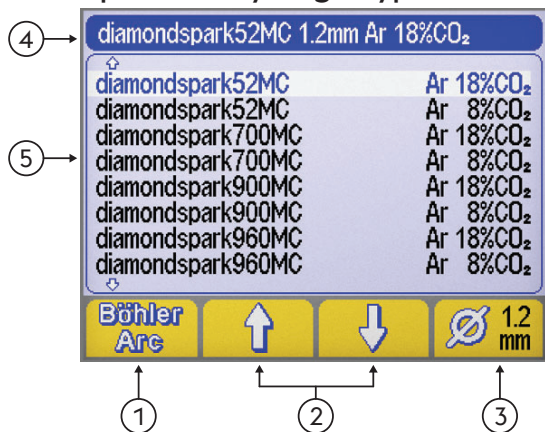 diamondspark52MC 1.2mm Ar 18%CO₂
diamondspark52MC Ar 18%CO₂
diamondspark52MC Ar 8%CO₂
diamondspark700MC Ar 18%CO₂
diamondspark700MC Ar 8%CO₂
diamondspark900MC Ar 18%CO₂
diamondspark900MC Ar 8%CO₂
diamondspark960MC Ar 18%CO₂
diamondspark960MC Ar 8%CO₂
Böhler
Arc
Ø 1.2
mm
4
5
1
2
3